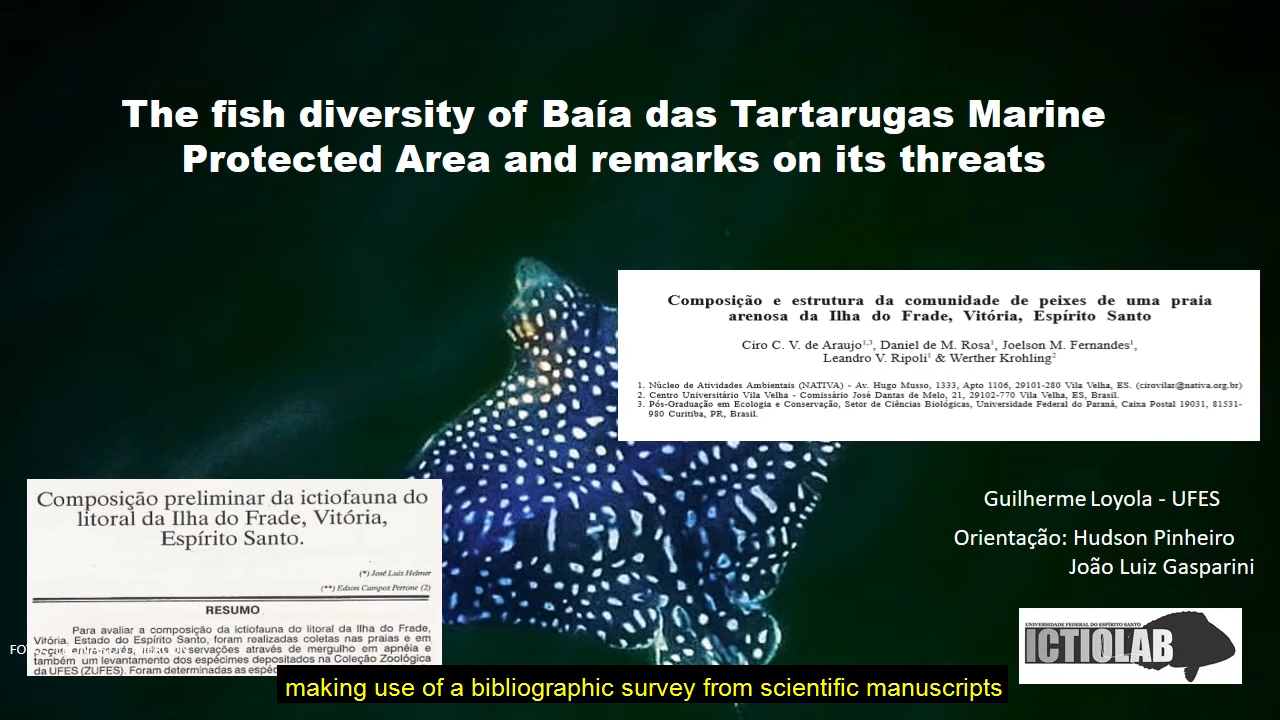 The fish diversity of Baía das Tartarugas Marine
Protected Area and remarks on its threats
Composição e estrutura da comunidade de peixes de uma praia
arenosa da Ilha do Frade, Vitória, Espírito Santo
Ciro C. V. de Araujo1,3, Daniel de M. Rosa1, Joelson M. Fernandes1,
Leandro V. Ripoli1 & Werther Krohling2
1. Núcleo de Atividades Ambientais (NATIVA) - Av. Hugo Musso, 1333, Apto 1106, 29101-280 Vila Velha, ES. (cirovilar@nativa.org.br)
2. Centro Universitário Vila Velha - Comissário José Dantas de Melo, 21, 29102-770 Vila Velha, ES, Brasil.
3. Pós-Graduação em Ecologia e Conservação, Setor de Ciências Biológicas, Universidade Federal do Paraná, Caixa Postal 19031, 81531-
980 Curitiba, PR, Brasil.
Composição preliminar da ictiofauna do
litoral da Ilha do Frade, Vitória,
Espírito Santo.
(*) José Luiz Helmer
(**) Edson Campos Perrone (2)
RESUMO
Para avaliar a composição da ictiofauna do litoral da Ilha do Frade,
Vitória. Estado do Espírito Santo, foram realizadas coletas nas praias e em
observações através de mergulho em apnéia e
também um levantamento dos espécimes depositados na Coleção Zoológica
da UFES (ZUFES). Foram determinadas as
Guilherme Loyola - UFES
Orientação: Hudson Pinheiro
João Luiz Gasparini
UNIVERSIDADE FEDERAL DO ESPÍRITO SANTO
ICTIOLAB
making use of a bibliographic survey from scientific manuscripts